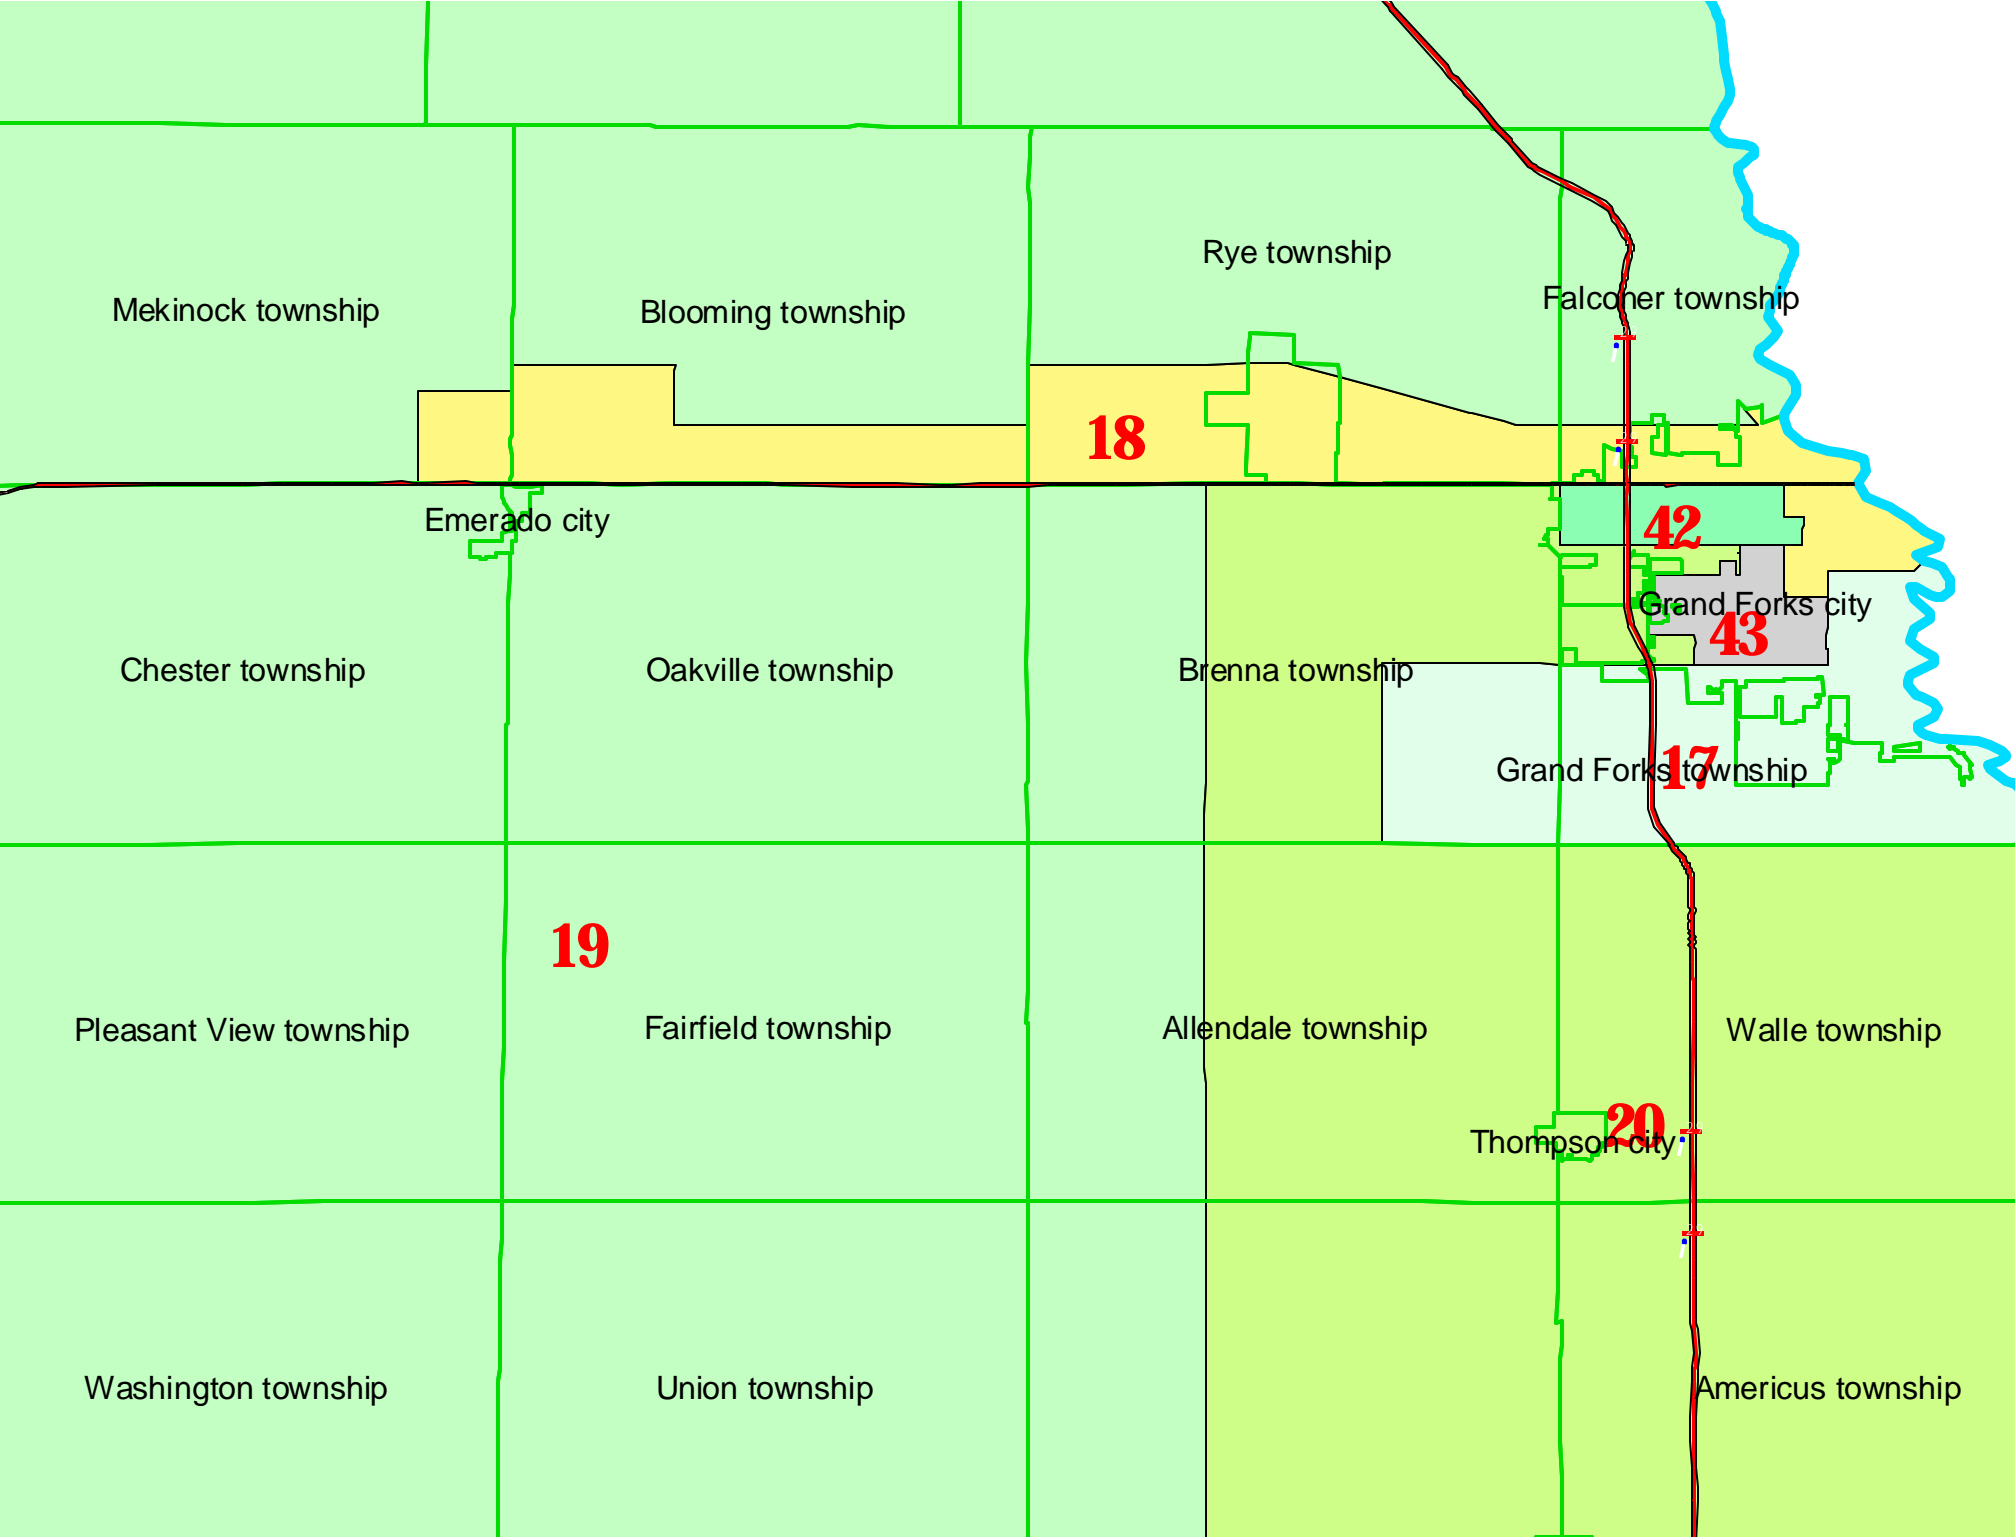 Rye township
Falconer township
Mekinock township
Blooming township
18
Emerado city
42
Grand Forks city
43
Chester township
Oakville township
Brenna township
17
Grand Forks township
19
Pleasant View township
Fairfield township
Allendale township
Walle township
20
Thompson city
Washington township
Union township
Americus township